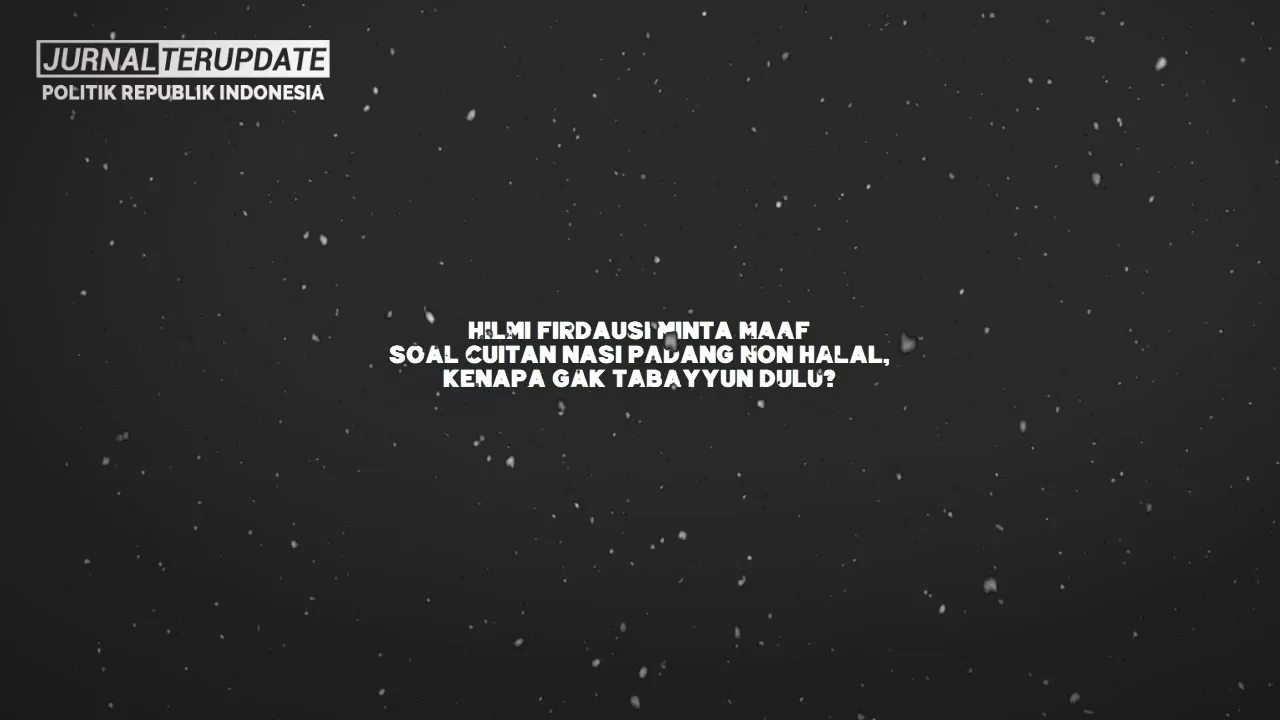 JURNALTERUPDATE
POLITIK REPUBLIK INDONESIA
HILMI FIRDAUSI MINTA MAAF
SOAL CUITAN NASI PADANG NON HALAL,
KENAPA GAK TABAYYUN DULU?